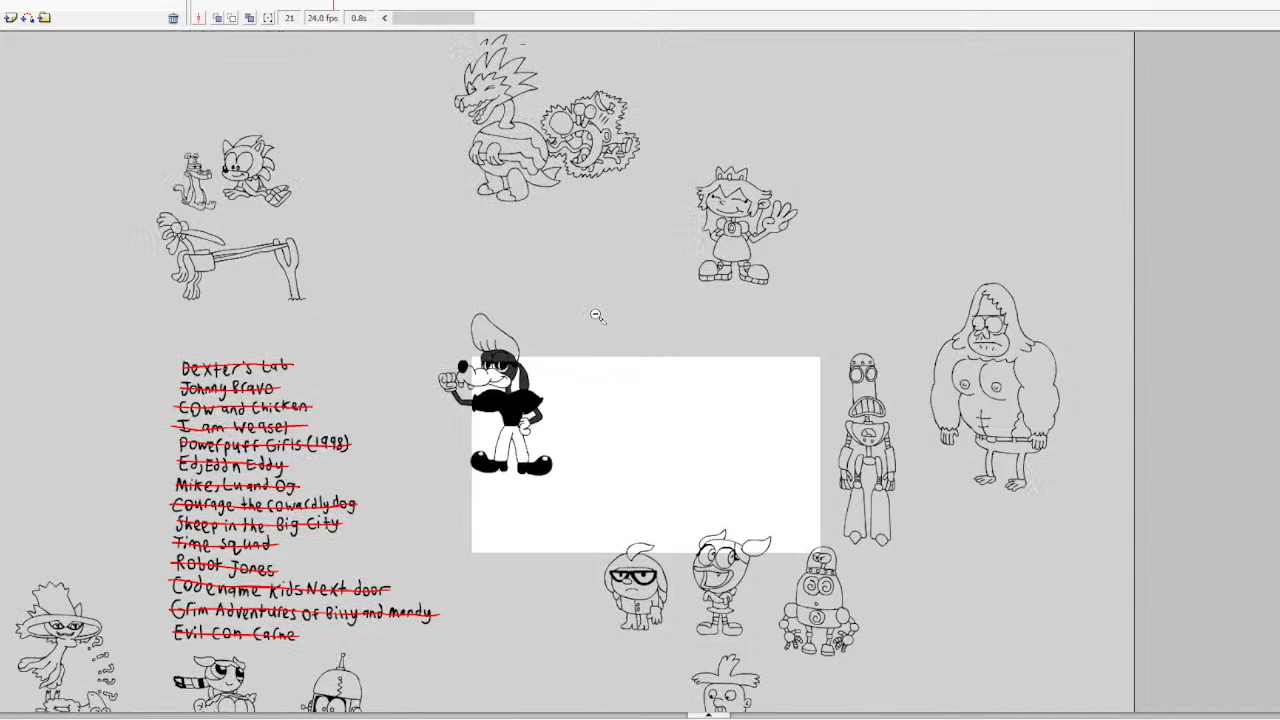 21 24.0 fps 0.8s
Dexter's Lab
Johnny Bravo
Cow and Chicken
I am Weasel
Powerpuff Girls (1998)
Ed,Edd n Eddy
Mike, Lu and Og
Courage the cowardly dog
Sheep in the Big City
Time Squad
Robot Jones
Codename Kids Next door
Grim Adventures Of Billy and Mandy
Evil Con Carne